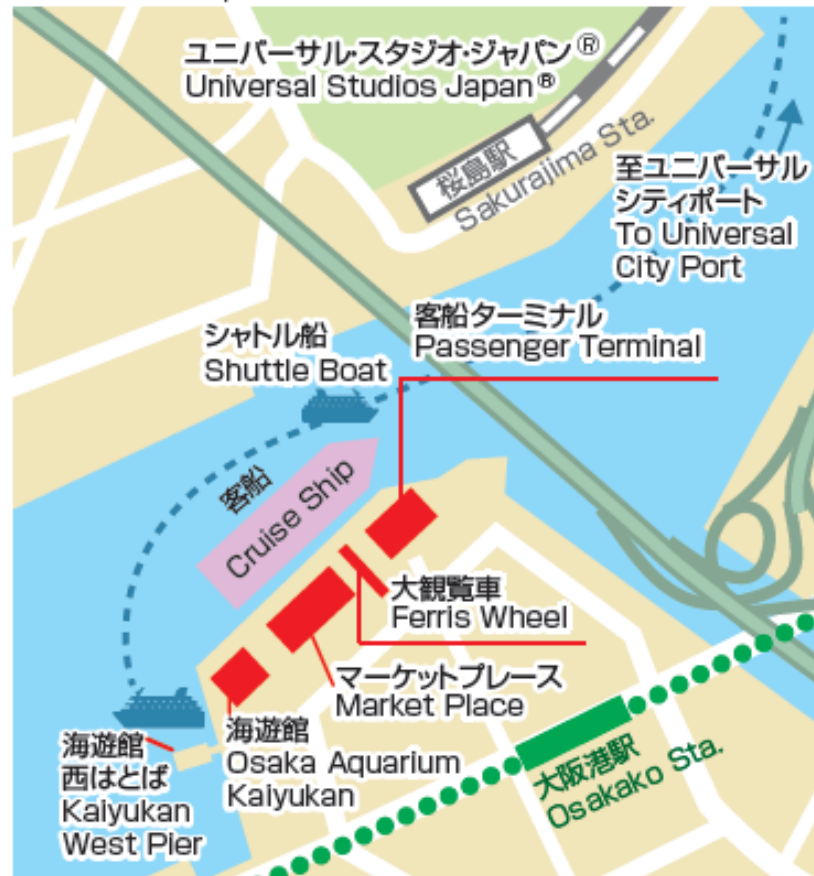 ユニバーサル・スタジオ・ジャパン®
Universal Studios Japan®
桜島駅
Sakurajima Sta.
至ユニバーサル
シティポート
To Universal
City Port
客船ターミナル
Passenger Terminal
シャトル船
Shuttle Boat
客船
Cruise Ship
大観覧車
Ferris Wheel
マーケットプレース
Market Place
海遊館
Osaka Aquarium
Kaiyukan
海遊館
西はとば
Kaiyukan
West Pier
大阪港駅
Osakako Sta.